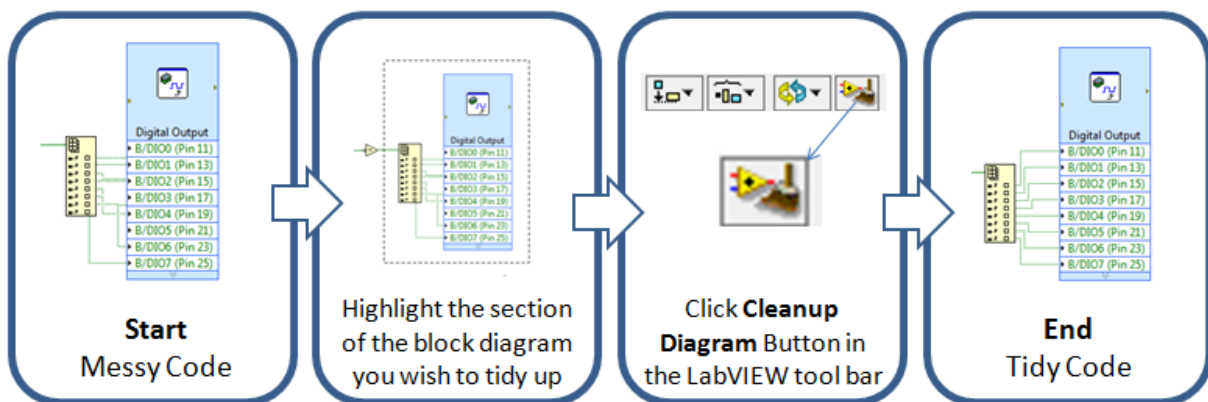 Digital Output
B/DIO0 (Pin 11)
B/DIO1 (Pin 13)
B/DIO2 (Pin 15)
B/DIO3 (Pin 17)
B/DIO4 (Pin 19)
B/DIO5 (Pin 21)
B/DIO6 (Pin 23)
B/DIO7 (Pin 25)
Start
Messy Code
Digital Output
B/DIO0 (Pin 11)
B/DIO1 (Pin 13)
B/DIO2 (Pin 15)
B/DIO3 (Pin 17)
B/DIO4 (Pin 19)
B/DIO5 (Pin 21)
B/DIO6 (Pin 23)
B/DIO7 (Pin 25)
Highlight the section
of the block diagram
you wish to tidy up
Click Cleanup
Diagram Button in
the LabVIEW tool bar
Digital Output
B/DIO0 (Pin 11)
B/DIO1 (Pin 13)
B/DIO2 (Pin 15)
B/DIO3 (Pin 17)
B/DIO4 (Pin 19)
B/DIO5 (Pin 21)
B/DIO6 (Pin 23)
B/DIO7 (Pin 25)
End
Tidy Code